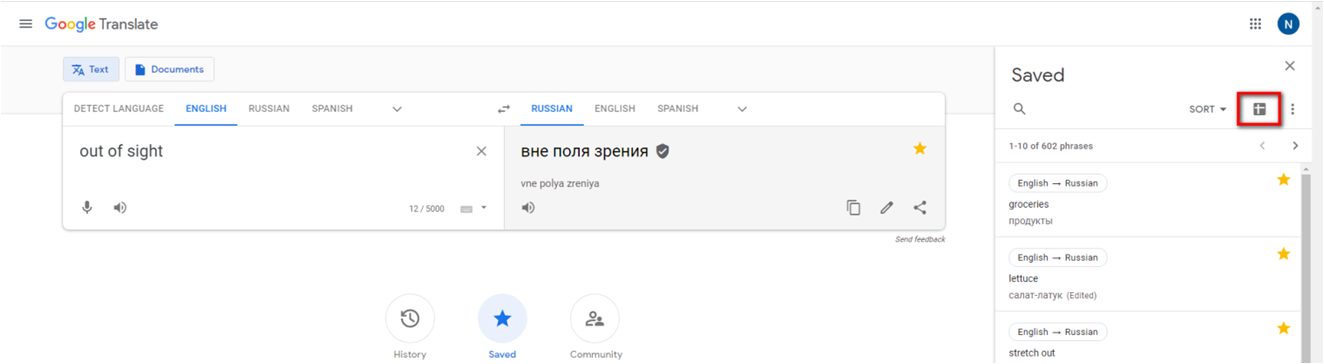 Google Translate
N
Text
Documents
DETECT LANGUAGE ENGLISH RUSSIAN SPANISH
RUSSIAN ENGLISH SPANISH
out of sight
12 / 5000
вне поля зрения
vne polya zreniya
Send feedback
History
Saved
Community
Saved
SORT
1-10 of 602 phrases
English → Russian
groceries
продукты
English → Russian
lettuce
салат-латук (Edited)
English → Russian
stretch out